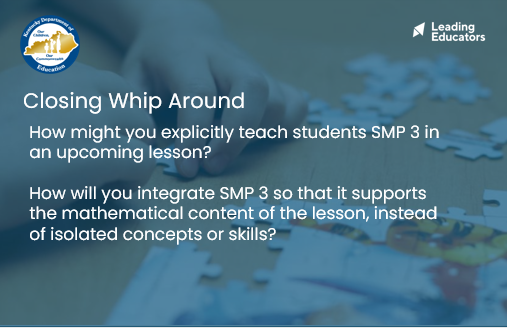 Kentucky Department of
Our Children,
Our Commonwealth
Education
Leading
Educators
Closing Whip Around
How might you explicitly teach students SMP 3 in
an upcoming lesson?
How will you integrate SMP 3 so that it supports
the mathematical content of the lesson, instead
of isolated concepts or skills?